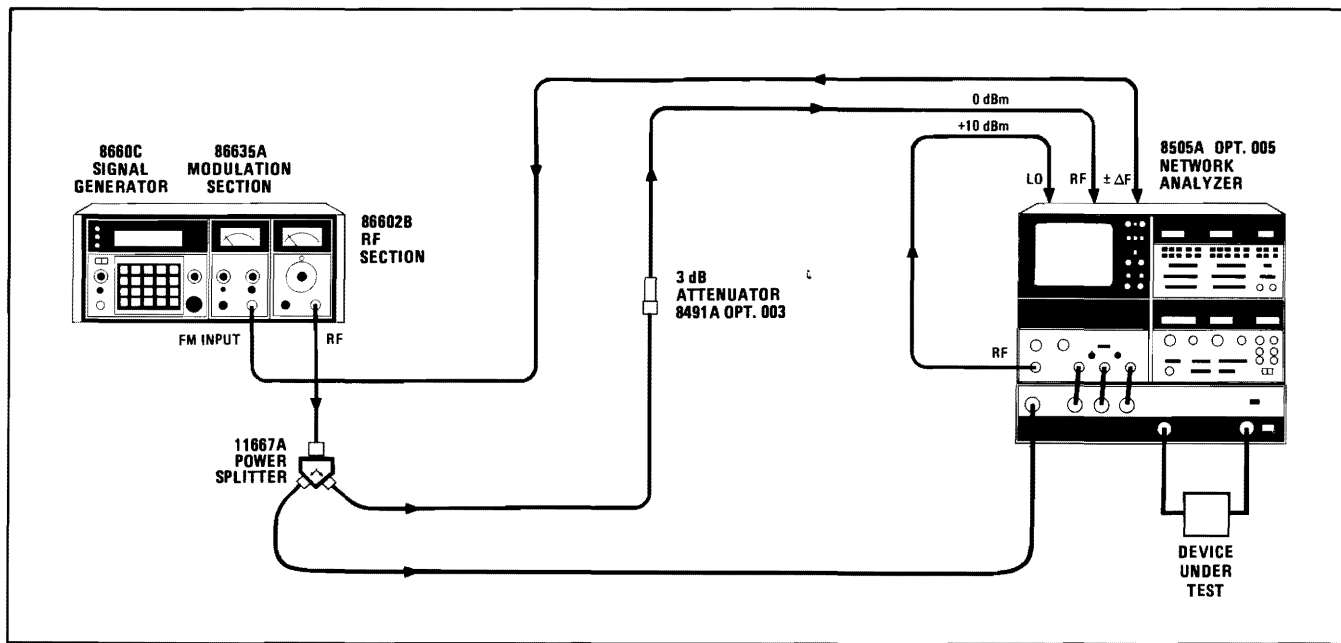 8660C
SIGNAL
GENERATOR
86635A
MODULATION
SECTION
86602B
RF
SECTION
FM INPUT
RF
11667A
POWER
SPLITTER
3 dB
ATTENUATOR
8491A OPT. 003
0 dBm
+10 dBm
LO
RF
± ΔF
8505A OPT. 005
NETWORK
ANALYZER
RF
DEVICE
UNDER
TEST